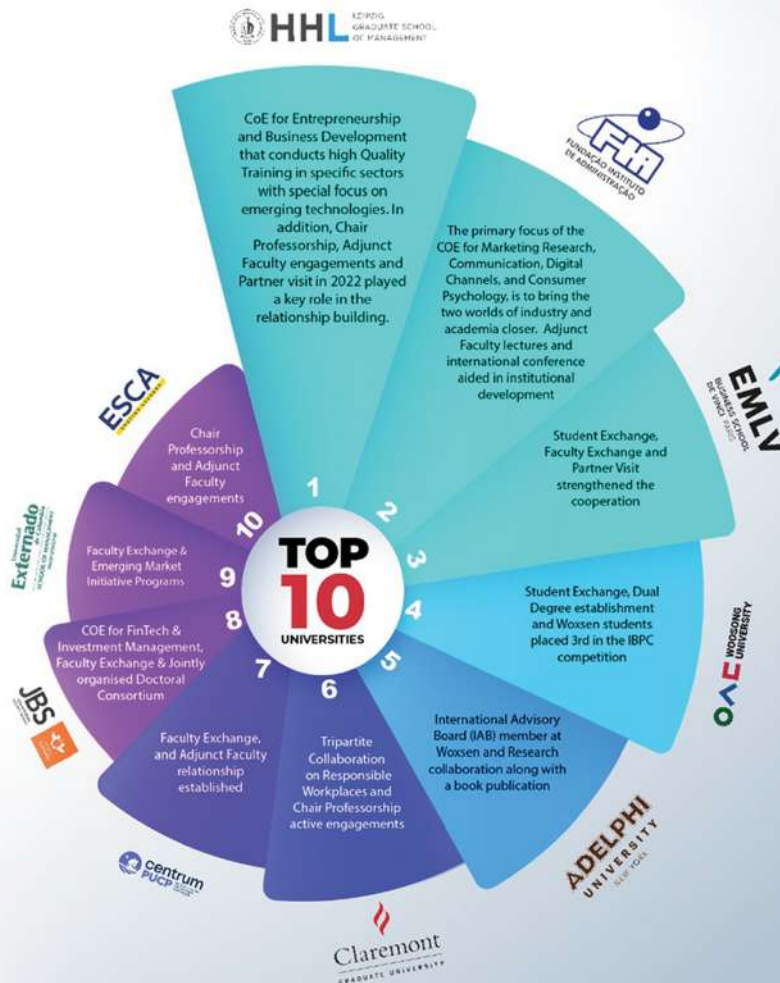 HHL
LEIPZIG
GRADUATE SCHOOL
OF MANAGEMENT
CoE for Entrepreneurship
and Business Development
that conducts high Quality
Training in specific sectors
with special focus on
emerging technologies. In
addition, Chair
Professorship, Adjunct
Faculty engagements and
Partner visit in 2022 played
a key role in the
relationship building.
1
FIA
FUNDAÇÃO INSTITUTO
DE ADMINISTRAÇÃO
The primary focus of the
COE for Marketing Research,
Communication, Digital
Channels, and Consumer
Psychology, is to bring the
two worlds of industry and
academia closer. Adjunct
Faculty lectures and
international conference
aided in institutional
development
2
EMLV
BUSINESS SCHOOL
DE VINCI
Student Exchange,
Faculty Exchange and
Partner Visit
strengthened the
cooperation
3
WOOSONG
UNIVERSITY
Student Exchange, Dual
Degree establishment
and Woxsen students
placed 3rd in the IBPC
competition
4
ADELPHI
UNIVERSITY
NEW YORK
International Advisory
Board (IAB) member at
Woxsen and Research
collaboration along with
a book publication
5
Claremont
GRADUATE UNIVERSITY
Tripartite
Collaboration
on Responsible
Workplaces and
Chair Professorship
active engagements
6
centrum
PUCP
Faculty Exchange,
and Adjunct Faculty
relationship
established
7
JBS
COE for FinTech &
Investment Management,
Faculty Exchange & Jointly
organised Doctoral
Consortium
8
Universidad
Externado
de Colombia
SCHOOL OF MANAGEMENT
Faculty Exchange &
Emerging Market
Initiative Programs
9
ESCA
Chair
Professorship
and Adjunct
Faculty
engagements
10
TOP
10
UNIVERSITIES